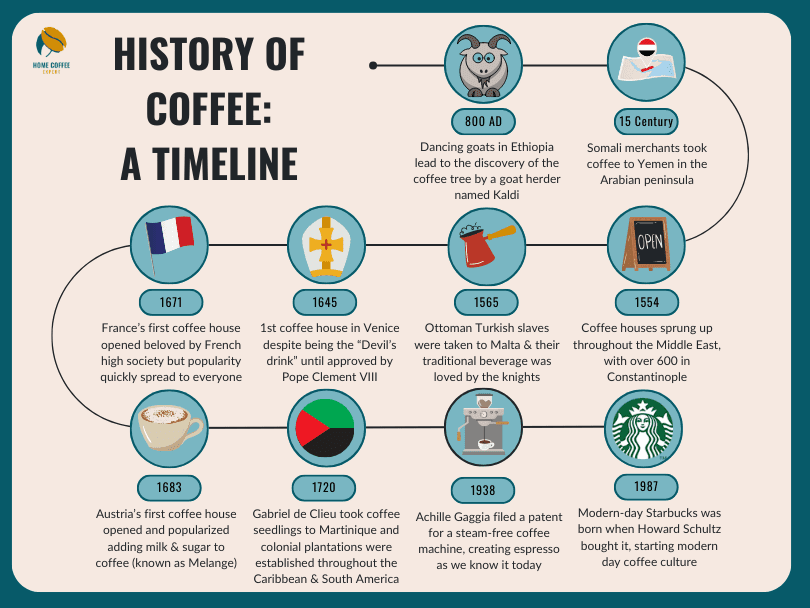 HOME COFFEE
EXPERT
HISTORY OF
COFFEE:
A TIMELINE
800 AD
Dancing goats in Ethiopia
lead to the discovery of the
coffee tree by a goat herder
named Kaldi
15 Century
Somali merchants took
coffee to Yemen in the
Arabian peninsula
OPEN
1671
France's first coffee house
opened beloved by French
high society but popularity
quickly spread to everyone
1645
1st coffee house in Venice
despite being the “Devil's
drink” until approved by
Pope Clement VIII
1565
Ottoman Turkish slaves
were taken to Malta & their
traditional beverage was
loved by the knights
1554
Coffee houses sprung up
throughout the Middle East,
with over 600 in
Constantinople
1683
Austria's first coffee house
opened and popularized
adding milk & sugar to
coffee (known as Melange)
1720
Gabriel de Clieu took coffee
seedlings to Martinique and
colonial plantations were
established throughout the
Caribbean & South America
1938
Achille Gaggia filed a patent
for a steam-free coffee
machine, creating espresso
as we know it today
1987
Modern-day Starbucks was
born when Howard Schultz
bought it, starting modern
day coffee culture